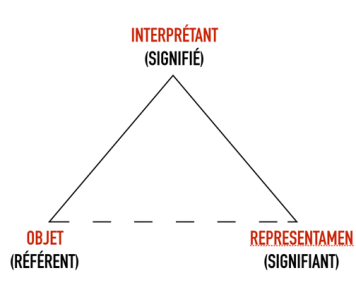 INTERPRÉTANT
(SIGNIFIÉ)
OBJET
(RÉFÉRENT)
REPRESENTAMEN
(SIGNIFIANT)